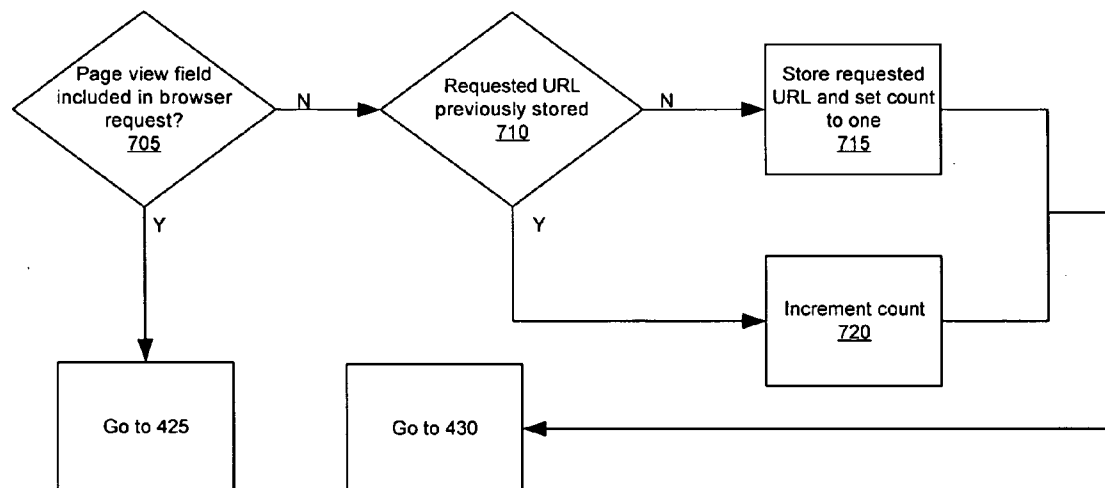 Page view field
included in browser
request?
705
N
Y
Requested URL
previously stored
710
N
Y
Store requested
URL and set count
to one
715
Increment count
720
Go to 425
Go to 430